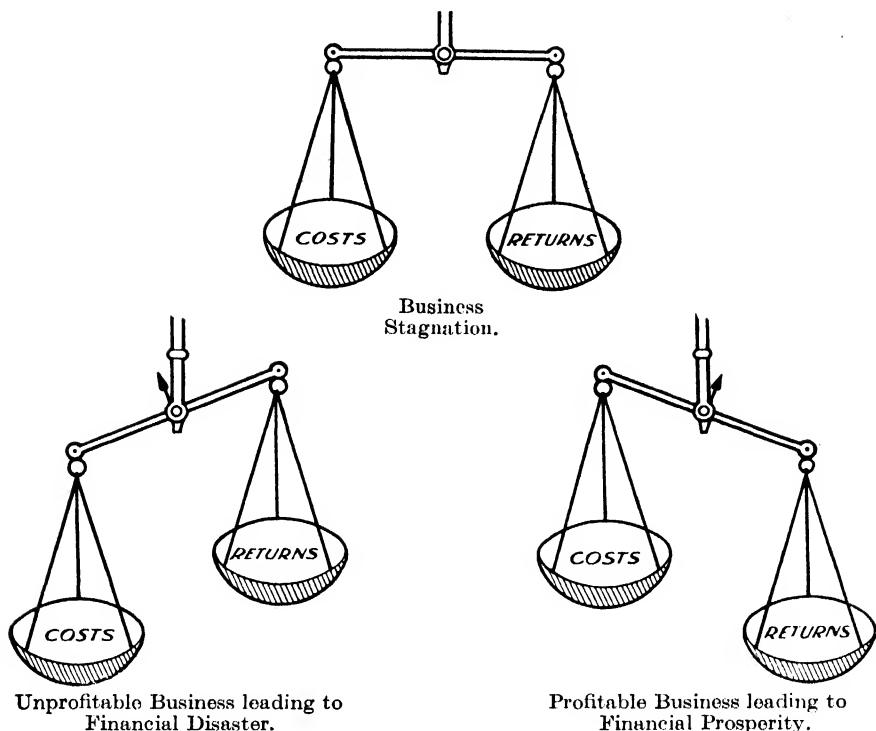 COSTS
RETURNS
Business
Stagnation.
COSTS
RETURNS
Unprofitable Business leading to
Financial Disaster.
COSTS
RETURNS
Profitable Business leading to
Financial Prosperity.